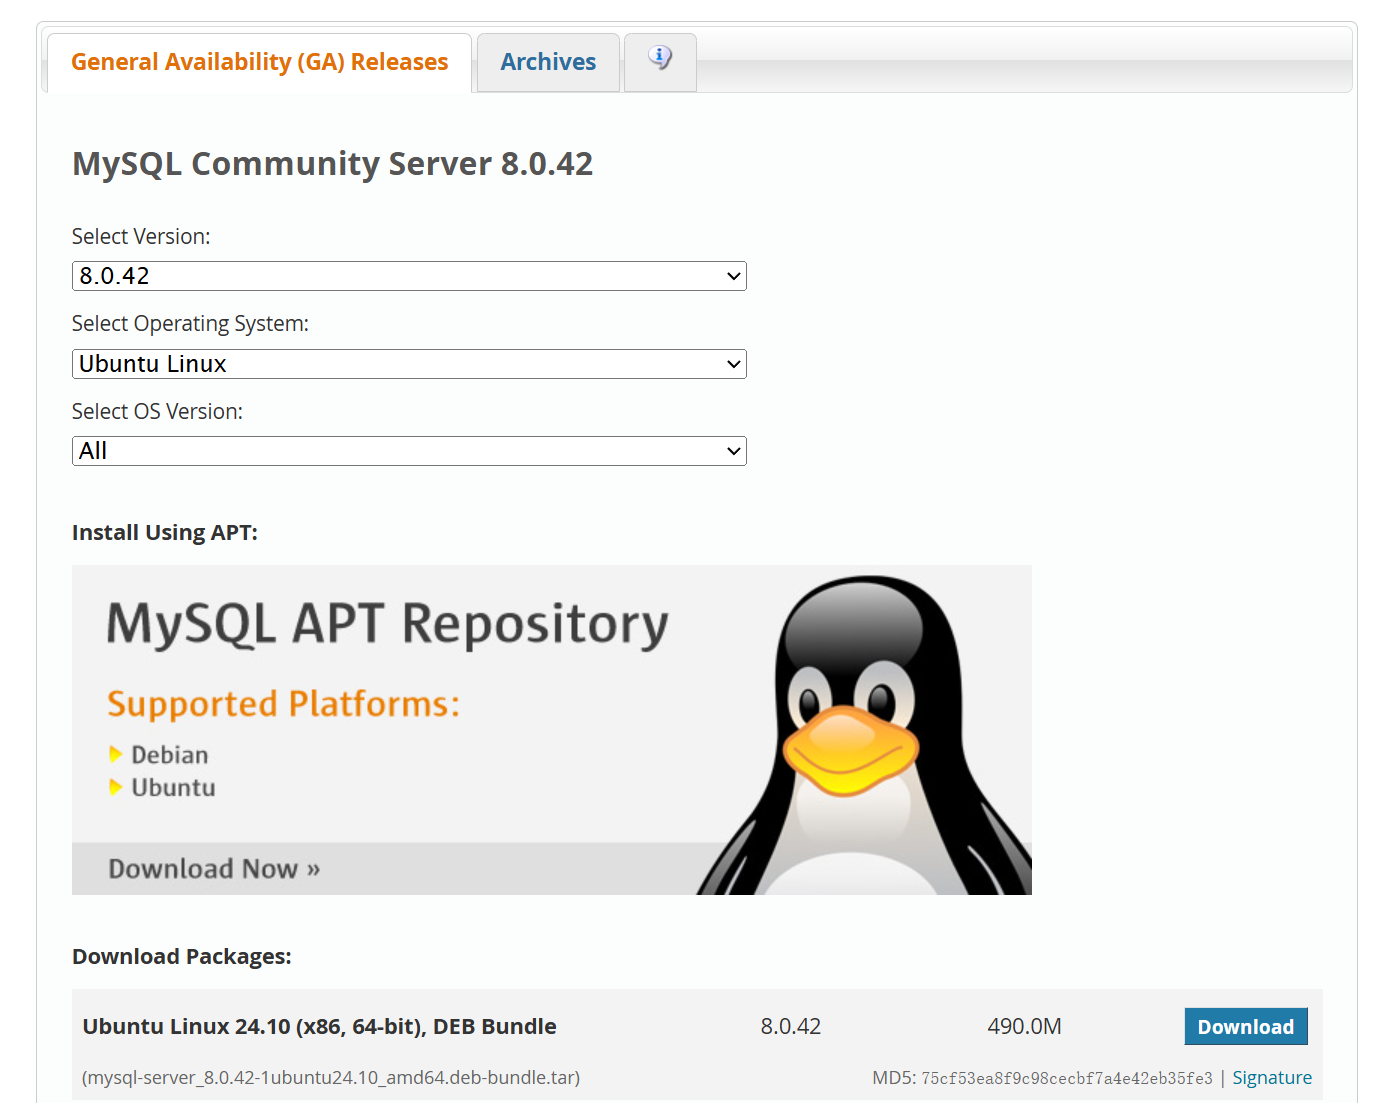 General Availability (GA) Releases
Archives
MySQL Community Server 8.0.42
Select Version:
8.0.42
Select Operating System:
Ubuntu Linux
Select OS Version:
All
Install Using APT:
MySQL APT Repository
Supported Platforms:
Debian
Ubuntu
Download Now »
Download Packages:
Ubuntu Linux 24.10 (x86, 64-bit), DEB Bundle 8.0.42 490.0M Download
(mysql-server_8.0.42-1ubuntu24.10_amd64.deb-bundle.tar) MD5: 75cf53ea8f9c98cecbf7a4e42eb35fe3 | Signature